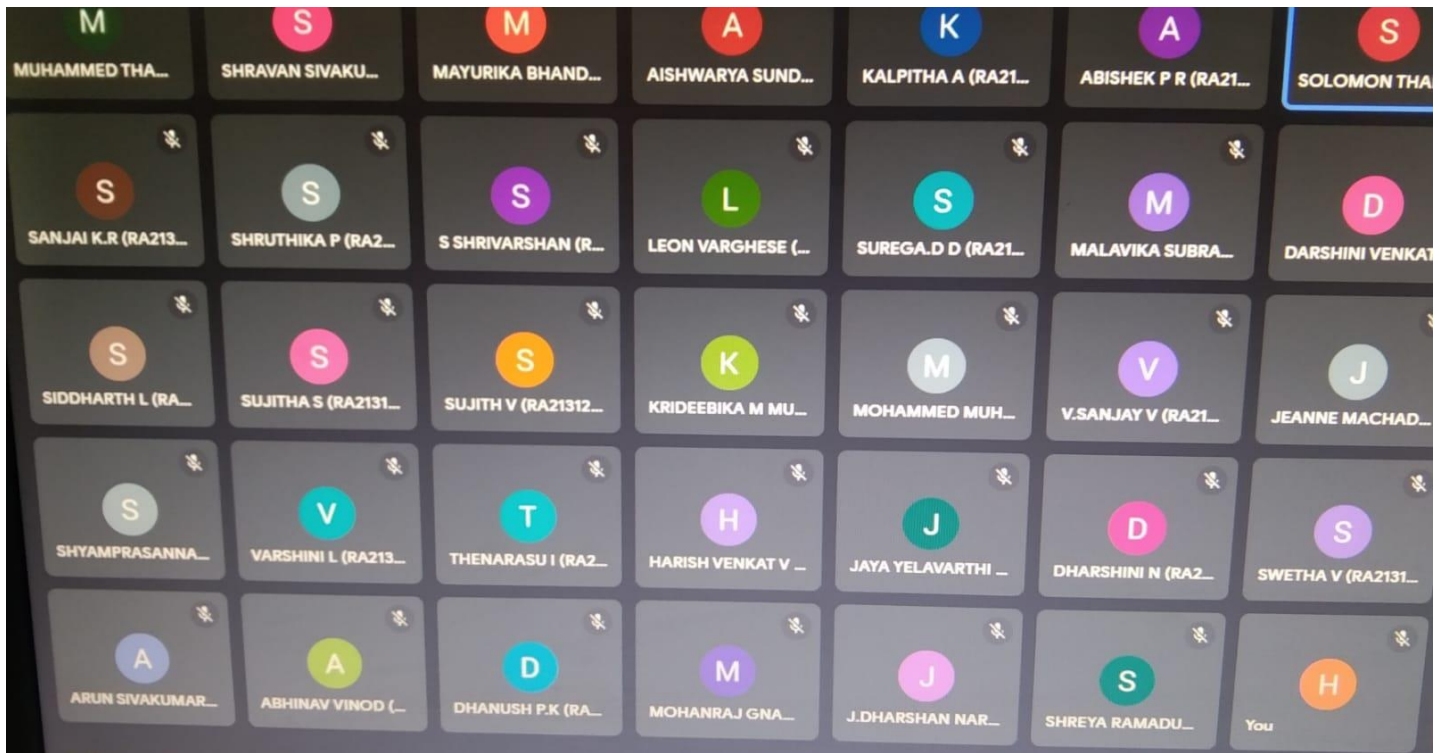 M S M A K A S
MUHAMMED THA... SHRAVAN SIVAKU... MAYURIKA BHAND... AISHWARYA SUND... KALPITHA A (RA21... ABISHEK P R (RA21... SOLOMON THA
S S S L S M D
SANJAI K.R (RA213... SHRUTHIKA P (RA2... S SHRIVARSHAN (R... LEON VARGHESE (... SUREGA.D D (RA21... MALAVIKA SUBRA... DARSHINI VENKAT
S S S K M V J
SIDDHARTH L (RA... SUJITHA S (RA2131... SUJITH V (RA21312... KRIDEEBIKA M MU... MOHAMMED MUH... V.SANJAY V (RA21... JEANNE MACHAD...
S V T H J D S
SHYAMPRASANNA... VARSHINI L (RA213... THENARASU I (RA2... HARISH VENKAT V ... JAYA YELAVARTHI ... DHARSHINI N (RA2... SWETHA V (RA2131...
A A D M J S H
ARUN SIVAKUMAR... ABHINAV VINOD (... DHANUSH P.K (RA... MOHANRAJ GNA... J.DHARSHAN NAR... SHREYA RAMADU... You